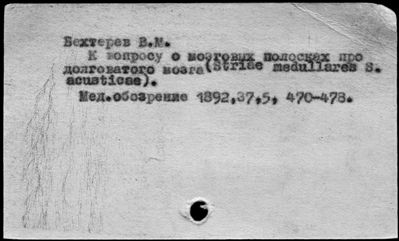 Бехтерев В.М.
К вопросу о мозговых полосках про
долговатого мозга (Striae medullares S.
acusticae).
Мед.обозрение 1892,37,5, 470-478.